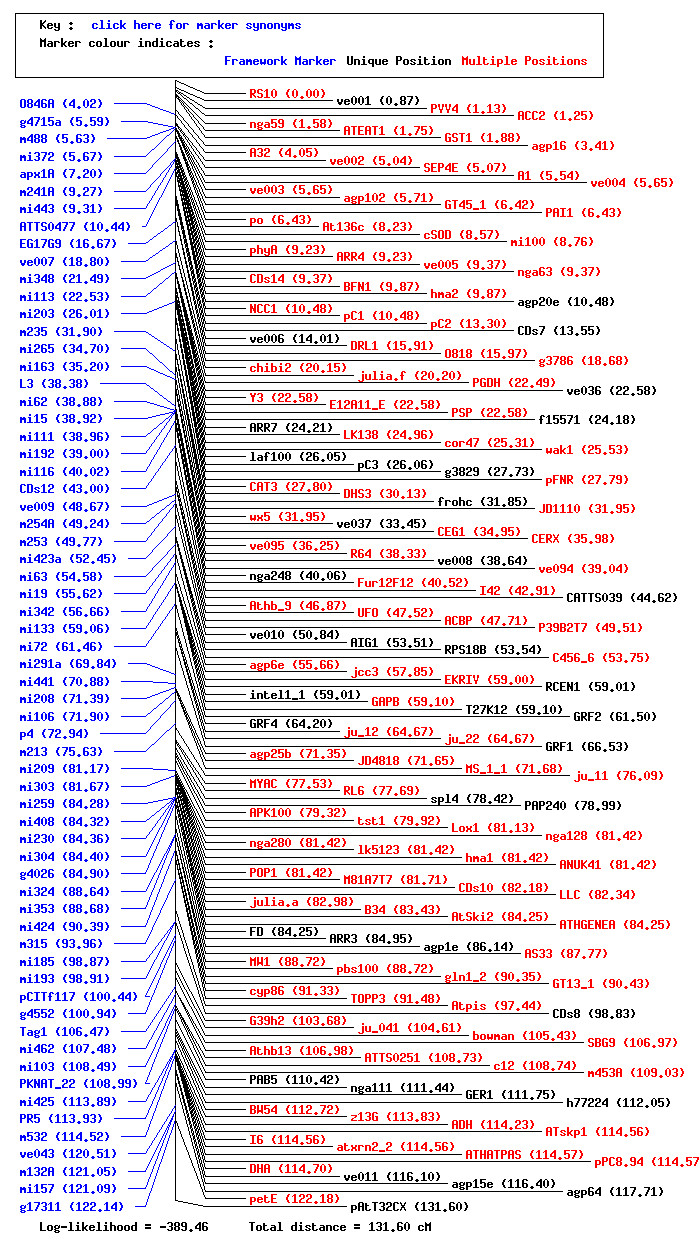 Key : click here for marker synonyms
Marker colour indicates :
Framework Marker Unique Position Multiple Positions
O846A (4.02)
g4715a (5.59)
m488 (5.63)
mi372 (5.67)
apx1A (7.20)
m241A (9.27)
mi443 (9.31)
ATTS0477 (10.44)
EG17G9 (16.67)
ve007 (18.80)
mi348 (21.49)
mi113 (22.53)
mi203 (26.01)
m235 (31.90)
mi265 (34.70)
mi163 (35.20)
L3 (38.38)
mi62 (38.88)
mi15 (38.92)
mi111 (38.96)
mi192 (39.00)
mi116 (40.02)
CDs12 (43.00)
ve009 (48.67)
m254A (49.24)
m253 (49.77)
mi423a (52.45)
mi63 (54.58)
mi19 (55.62)
mi342 (56.66)
mi133 (59.06)
mi72 (61.46)
mi291a (69.84)
mi441 (70.88)
mi208 (71.39)
mi106 (71.90)
p4 (72.94)
m213 (75.63)
mi209 (81.17)
mi303 (81.67)
mi259 (84.28)
mi408 (84.32)
mi230 (84.36)
mi304 (84.40)
g4026 (84.90)
mi324 (88.64)
mi353 (88.68)
mi424 (90.39)
m315 (93.96)
mi185 (98.87)
mi193 (98.91)
pCITf117 (100.44)
g4552 (100.94)
Tag1 (106.47)
mi462 (107.48)
mi103 (108.49)
PKNAT_22 (108.99)
mi425 (113.89)
PR5 (113.93)
m532 (114.52)
ve043 (120.51)
m132A (121.05)
mi157 (121.09)
g17311 (122.14)
RS10 (0.00)
ve001 (0.87)
PVV4 (1.13)
ACC2 (1.25)
nga59 (1.58)
ATEAT1 (1.75)
GST1 (1.88)
agp16 (3.41)
A32 (4.05)
ve002 (5.04)
SEP4E (5.07)
A1 (5.54)
ve004 (5.65)
ve003 (5.65)
agp102 (5.71)
GT45_1 (6.42)
PAI1 (6.43)
po (6.43)
At136c (8.23)
cSOD (8.57)
mi100 (8.76)
phyA (9.23)
ARR4 (9.23)
ve005 (9.37)
nga63 (9.37)
CDs14 (9.37)
BFN1 (9.87)
hma2 (9.87)
agp20e (10.48)
NCC1 (10.48)
pC1 (10.48)
pC2 (13.30)
CDs7 (13.55)
ve006 (14.01)
DRL1 (15.91)
O818 (15.97)
g3786 (18.68)
chibi2 (20.15)
julia.f (20.20)
PGDH (22.49)
ve036 (22.58)
Y3 (22.58)
E12A11_E (22.58)
PSP (22.58)
f15571 (24.18)
ARR7 (24.21)
LK138 (24.96)
cor47 (25.31)
wak1 (25.53)
laf100 (26.05)
pC3 (26.06)
g3829 (27.73)
pFNR (27.79)
CAT3 (27.80)
DHS3 (30.13)
frohc (31.85)
JD1110 (31.95)
wx5 (31.95)
ve037 (33.45)
CEG1 (34.95)
CERX (35.98)
ve095 (36.25)
R64 (38.33)
ve008 (38.64)
ve094 (39.04)
nga248 (40.06)
Fur12F12 (40.52)
I42 (42.91)
CATTS039 (44.62)
Athb_9 (46.87)
UFO (47.52)
ACBP (47.71)
P39B2T7 (49.51)
ve010 (50.84)
AIG1 (53.51)
RPS18B (53.54)
C456_6 (53.75)
agp6e (55.66)
jcc3 (57.85)
EKRIV (59.00)
RCEN1 (59.01)
intel1_1 (59.01)
GAPB (59.10)
T27K12 (59.10)
GRF2 (61.50)
GRF4 (64.20)
ju_12 (64.67)
ju_22 (64.67)
GRF1 (66.53)
agp25b (71.35)
JD4818 (71.65)
MS_1_1 (71.68)
ju_11 (76.09)
MYAC (77.53)
RL6 (77.69)
spl4 (78.42)
PAP240 (78.99)
APK100 (79.32)
tst1 (79.92)
Lox1 (81.13)
nga128 (81.42)
nga280 (81.42)
lk5123 (81.42)
hma1 (81.42)
ANUK41 (81.42)
POP1 (81.42)
M81A7T7 (81.71)
CDs10 (82.18)
LLC (82.34)
julia.a (82.98)
B34 (83.43)
AtSki2 (84.25)
ATHGENEA (84.25)
FD (84.25)
ARR3 (84.95)
agp1e (86.14)
AS33 (87.77)
MW1 (88.72)
pbs100 (88.72)
gln1_2 (90.35)
GT13_1 (90.43)
cyp86 (91.33)
TOPP3 (91.48)
Atpis (97.44)
CDs8 (98.83)
G39h2 (103.68)
ju_041 (104.61)
bowman (105.43)
SBG9 (106.97)
Athb13 (106.98)
ATTS0251 (108.73)
c12 (108.74)
m453A (109.03)
PAB5 (110.42)
nga111 (111.44)
GER1 (111.75)
h77224 (112.05)
BW54 (112.72)
z13G (113.83)
ADH (114.23)
ATskp1 (114.56)
I6 (114.56)
atxrn2_2 (114.56)
ATHATPAS (114.57)
pPC8.94 (114.57
DHA (114.70)
ve011 (116.10)
agp15e (116.40)
agp64 (117.71)
petE (122.18)
pAtT32CX (131.60)
Log-likelihood = -389.46 Total distance = 131.60 cM